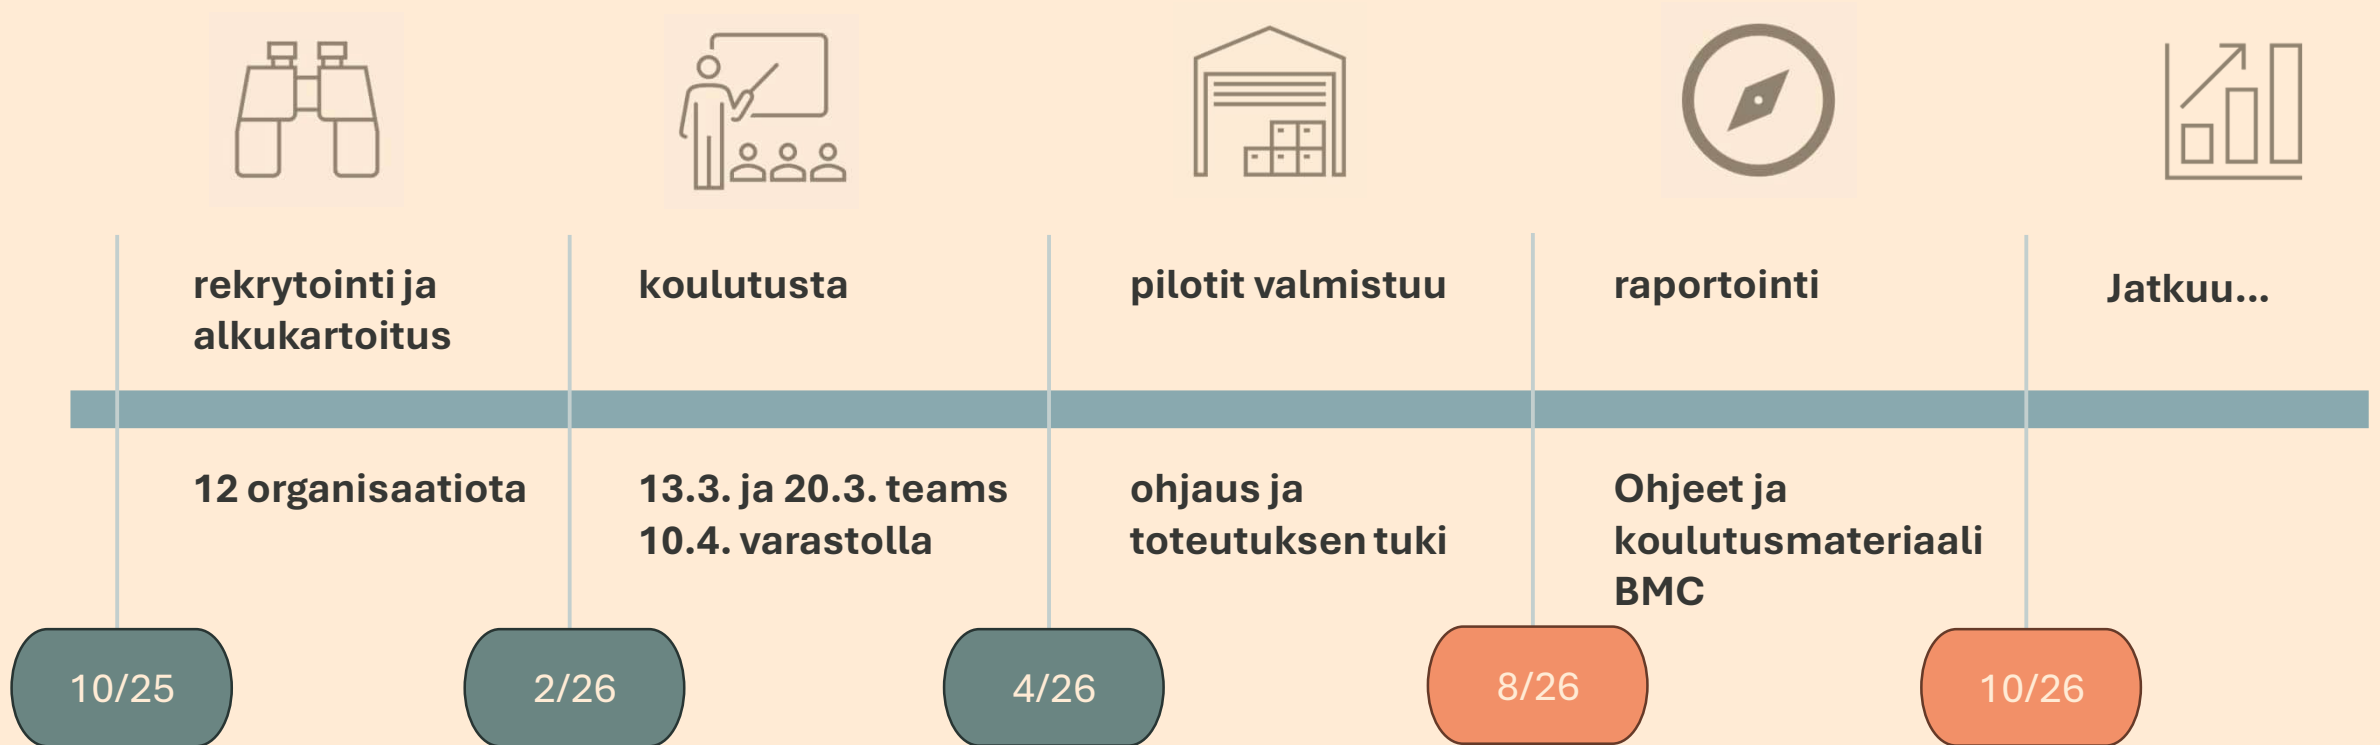 rekrytointi ja
alkukartoitus
koulutusta
pilotit valmistuu
raportointi
Jatkuu...
12 organisaatiota
13.3. ja 20.3. teams
10.4. varastolla
ohjaus ja
toteutuksen tuki
Ohjeet ja
koulutusmateriaali
BMC
10/25
2/26
4/26
8/26
10/26